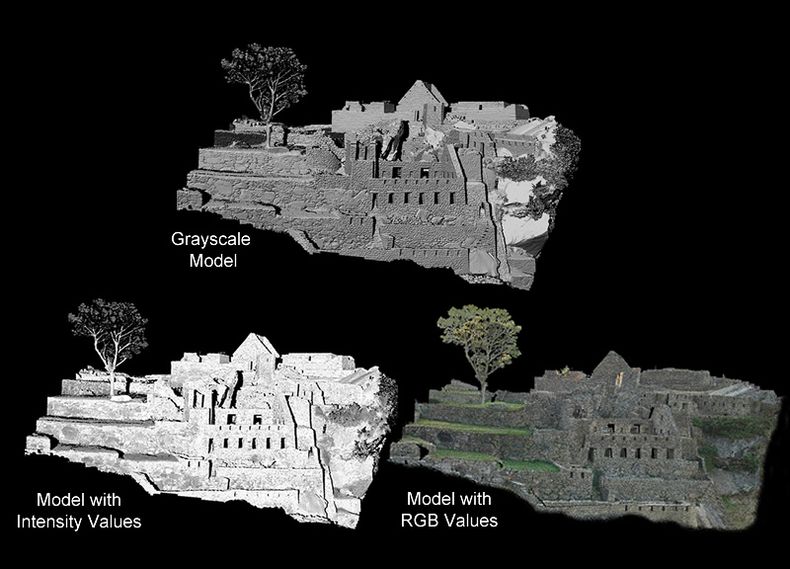 Grayscale
Model
Model with
Intensity Values
Model with
RGB Values